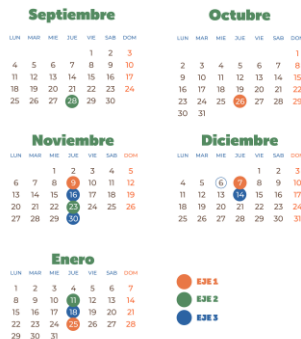 Septiembre
LUN MAR MIE JUE VIE SAB DOM
1 2 3
4 5 6 7 8 9 10
11 12 13 14 15 16 17
18 19 20 21 22 23 24
25 26 27 28 29 30
Octubre
LUN MAR MIE JUE VIE SAB DOM
1
2 3 4 5 6 7 8
9 10 11 12 13 14 15
16 17 18 19 20 21 22
23 24 25 26 27 28 29
30 31
Noviembre
LUN MAR MIE JUE VIE SAB DOM
1 2 3 4 5
6 7 8 9 10 11 12
13 14 15 16 17 18 19
20 21 22 23 24 25 26
27 28 29 30
Diciembre
LUN MAR MIE JUE VIE SAB DOM
1 2 3
4 5 6 7 8 9 10
11 12 13 14 15 16 17
18 19 20 21 22 23 24
25 26 27 28 29 30 31
Enero
LUN MAR MIE JUE VIE SAB DOM
1 2 3 4 5 6 7
8 9 10 11 12 13 14
15 16 17 18 19 20 21
22 23 24 25 26 27 28
29 30 31
EJE 1
EJE 2
EJE 3